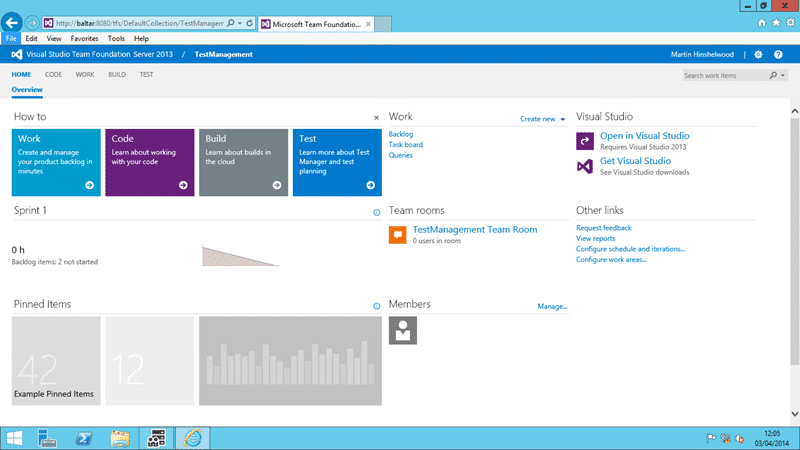 http://baltar:8080/tfs/DefaultCollection/TestManagem
Microsoft Team Foundatio...
File Edit View Favorites Tools Help
Visual Studio Team Foundation Server 2013 / TestManagement
Martin Hinshelwood
HOME CODE WORK BUILD TEST
Search work items
Overview
How to
Work
Create and manage
your product backlog in
minutes
Code
Learn about working
with your code
Build
Learn about builds in
the cloud
Test
Learn more about Test
Manager and test
planning
Work
Create new
Backlog
Task board
Queries
Visual Studio
Open in Visual Studio
Requires Visual Studio 2013
Get Visual Studio
See Visual Studio downloads
Sprint 1
0 h
Backlog items: 2 not started
Team rooms
TestManagement Team Room
0 users in room
Other links
Request feedback
View reports
Configure schedule and iterations...
Configure work areas...
Pinned Items
42
Example Pinned Items
12
Members
Manage...
12:05
03/04/2014